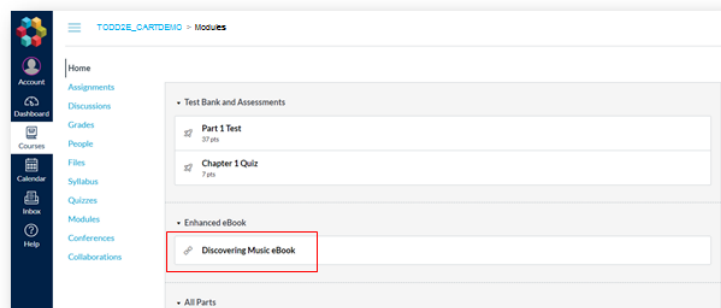 TODD2E_CARTDEMO > Modules
Account
Dashboard
Courses
Calendar
Inbox
Help
Home
Assignments
Discussions
Grades
People
Files
Syllabus
Quizzes
Modules
Conferences
Collaborations
Test Bank and Assessments
Part 1 Test
37 pts
Chapter 1 Quiz
7 pts
Enhanced eBook
Discovering Music eBook
All Parts